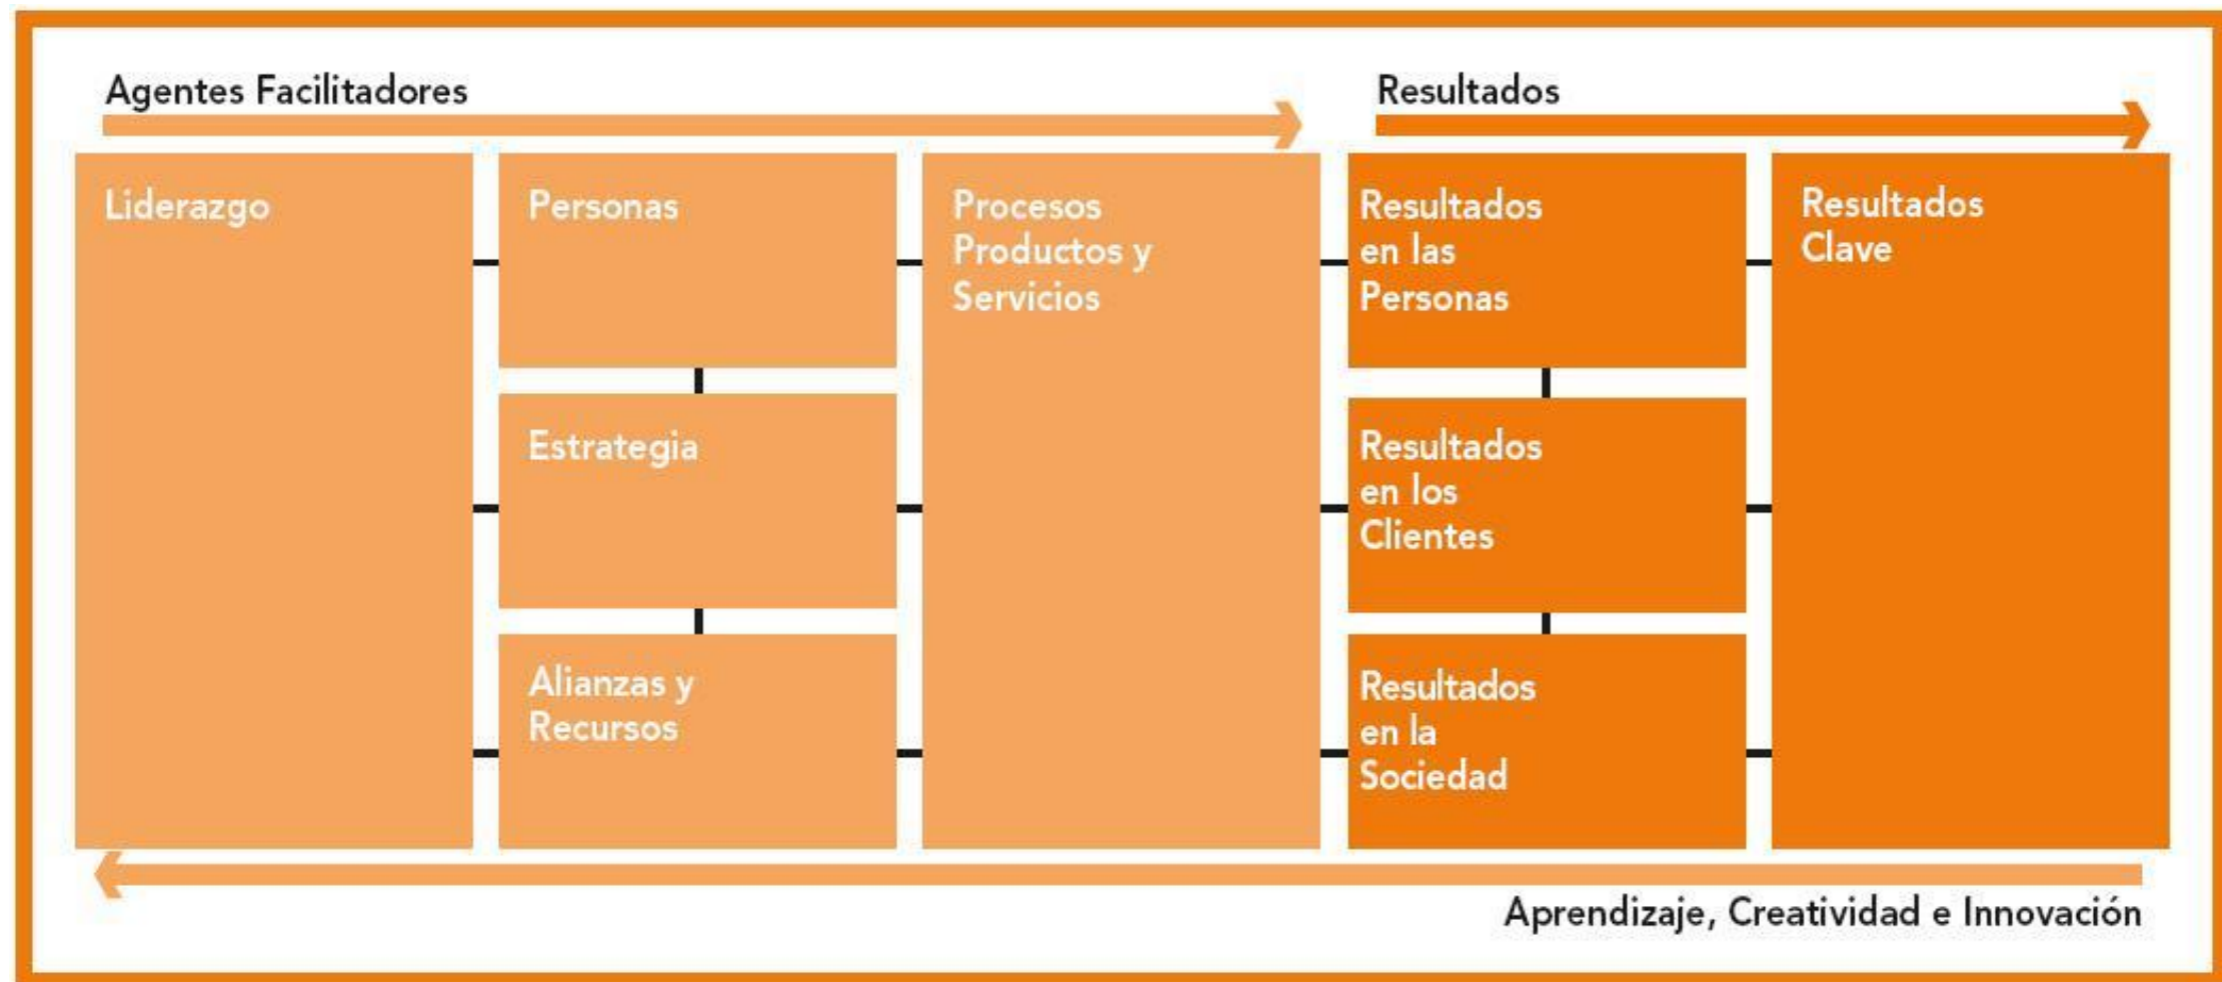 Agentes Facilitadores
Resultados
Liderazgo
Personas
Procesos
Productos y
Servicios
Resultados
en las
Personas
Resultados
Clave
Estrategia
Resultados
en los
Clientes
Alianzas y
Recursos
Resultados
en la
Sociedad
Aprendizaje, Creatividad e Innovación